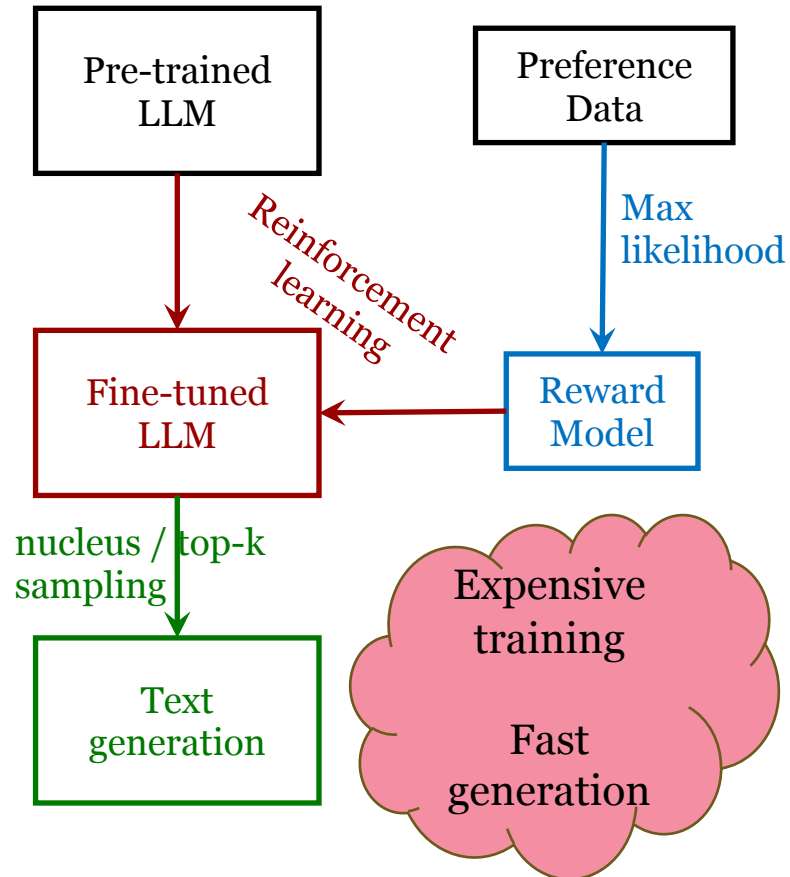 Pre-trained
LLM
Preference
Data
Reinforcement
learning
Max
likelihood
Fine-tuned
LLM
Reward
Model
nucleus / top-k
sampling
Expensive
training
Text
generation
Fast
generation